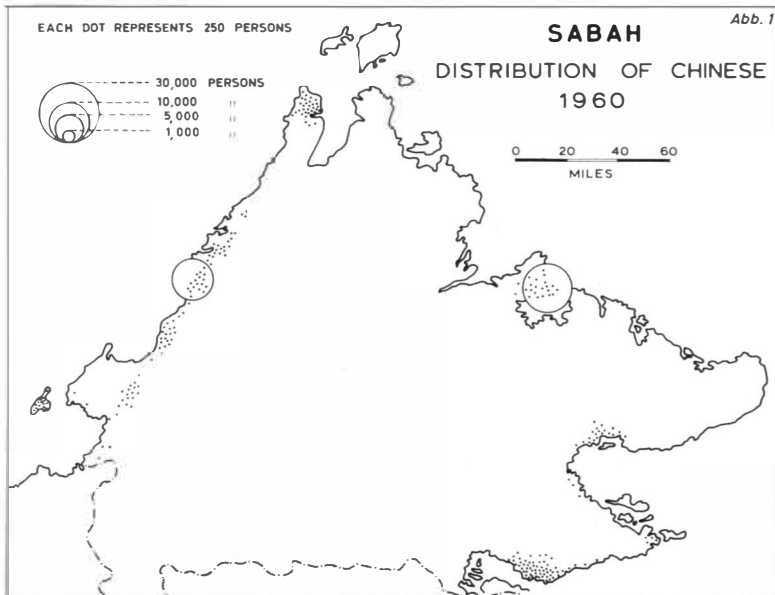 EACH DOT REPRESENTS 250 PERSONS
30,000 PERSONS
10,000 "
5,000 "
1,000 "
Abb. 1
SABAH
DISTRIBUTION OF CHINESE
1960
0 20 40 60
MILES